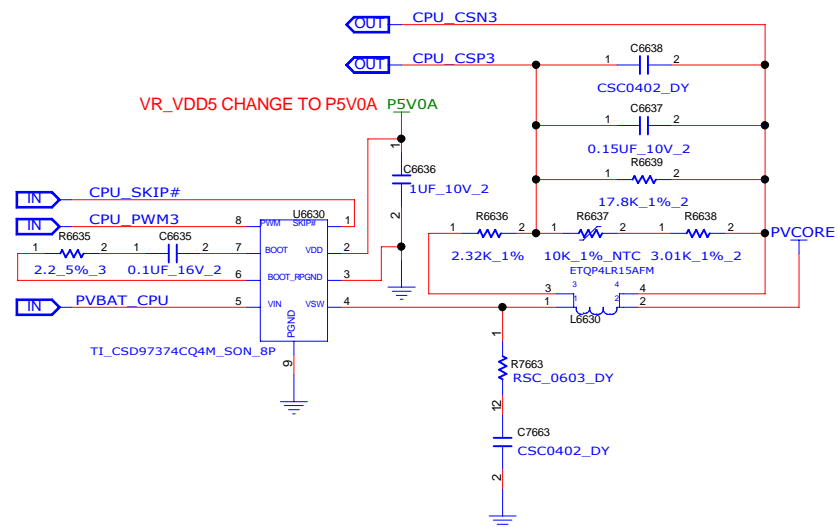 OUT CPU_CSN3
OUT CPU_CSP3
C6638
1 2
CSC0402_DY
VR_VDD5 CHANGE TO P5V0A P5V0A
C6637
1 2
0.15UF_10V_2
1
C6636
1UF_10V_2
2
R6639
1 2
17.8K_1%_2
IN CPU_SKIP#
IN CPU_PWM3
U6630
8 PWM SKIP# 1
R6635 C6635
1 2 1 2 7 BOOT VDD 2
2.2_5%_3 0.1UF_16V_2
6 BOOT_R PGND 3
IN PVBAT_CPU 5 VIN VSW 4
PGND
9
TI_CSD97374CQ4M_SON_8P
R6636 R6637 R6638 PVCORE
1 2 1 2 1 2
2.32K_1% 10K_1%_NTC 3.01K_1%_2
ETQP4LR15AFM
3 3 4 4
1 1 2 2
L6630
1
R7663
RSC_0603_DY
2
1
C7663
CSC0402_DY
2